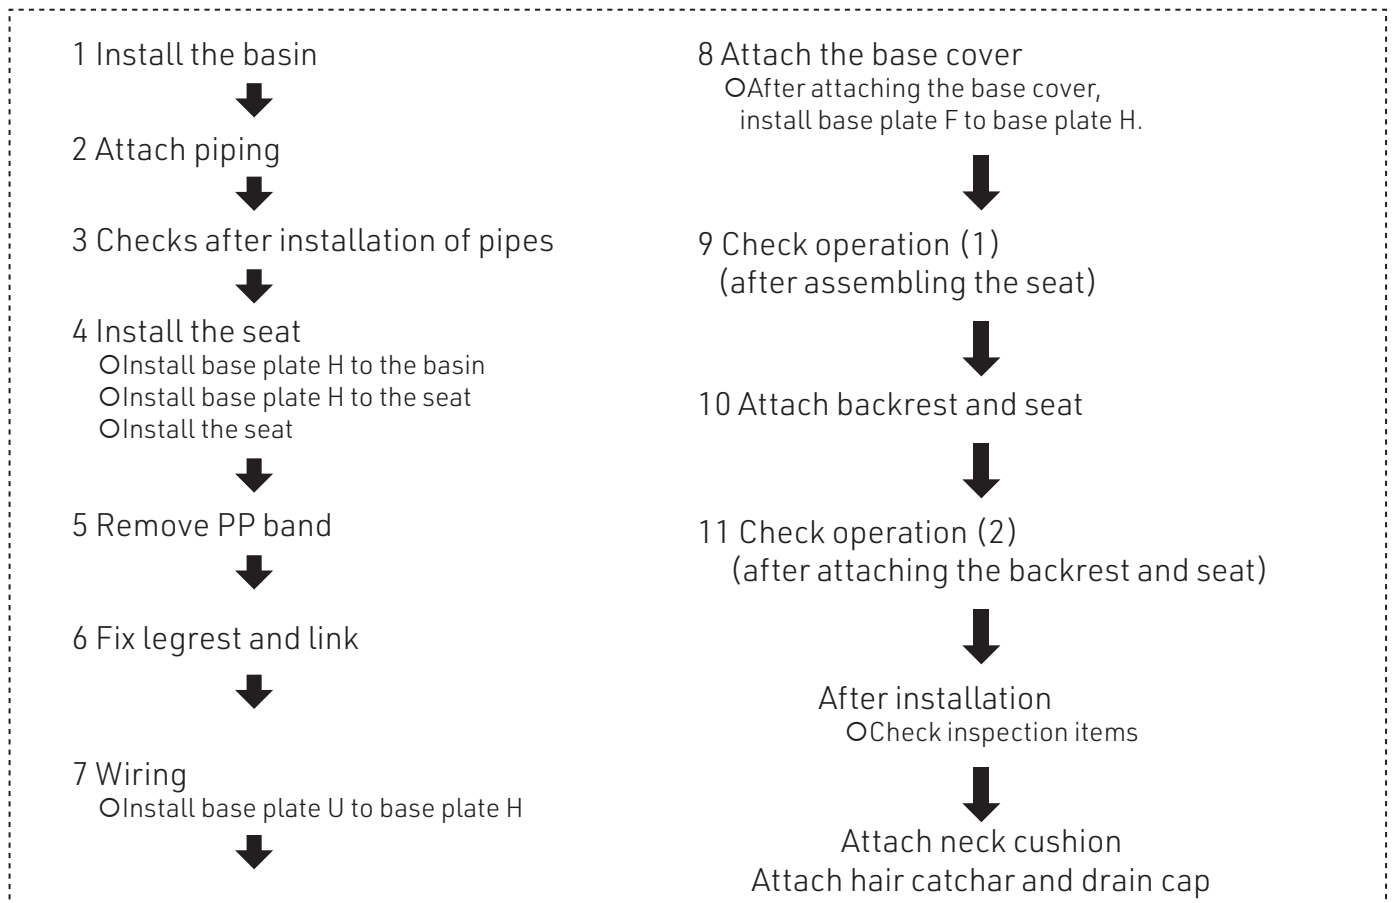 1 Install the basin
2 Attach piping
3 Checks after installation of pipes
4 Install the seat
○Install base plate H to the basin
○Install base plate H to the seat
○Install the seat
5 Remove PP band
6 Fix legrest and link
7 Wiring
○Install base plate U to base plate H
8 Attach the base cover
○After attaching the base cover,
install base plate F to base plate H.
9 Check operation (1)
(after assembling the seat)
10 Attach backrest and seat
11 Check operation (2)
(after attaching the backrest and seat)
After installation
○Check inspection items
Attach neck cushion
Attach hair catchar and drain cap